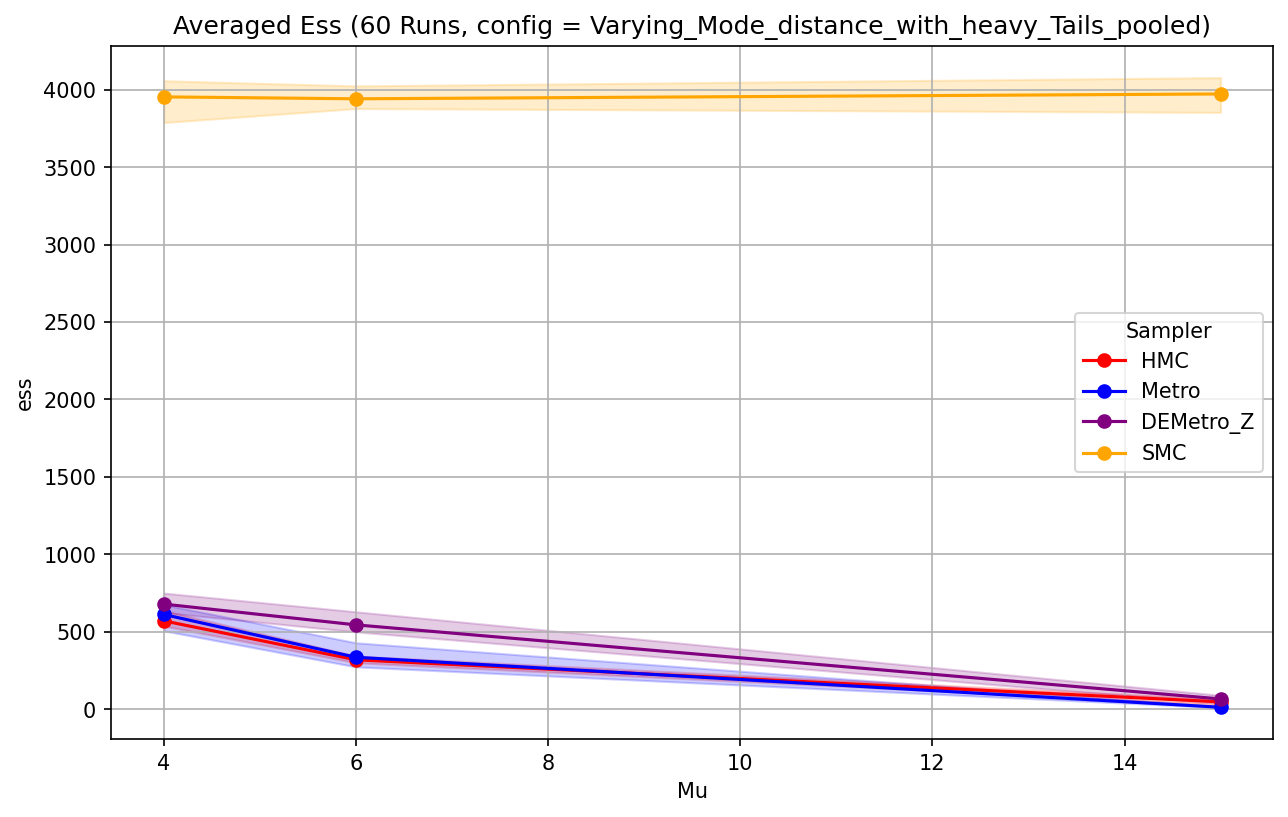 Averaged Ess (60 Runs, config = Varying_Mode_distance_with_heavy_Tails_pooled)
4000
3500
3000
2500
2000
1500
1000
500
0
ess
Sampler
HMC
Metro
DEMetro_Z
SMC
4 6 8 10 12 14
Mu